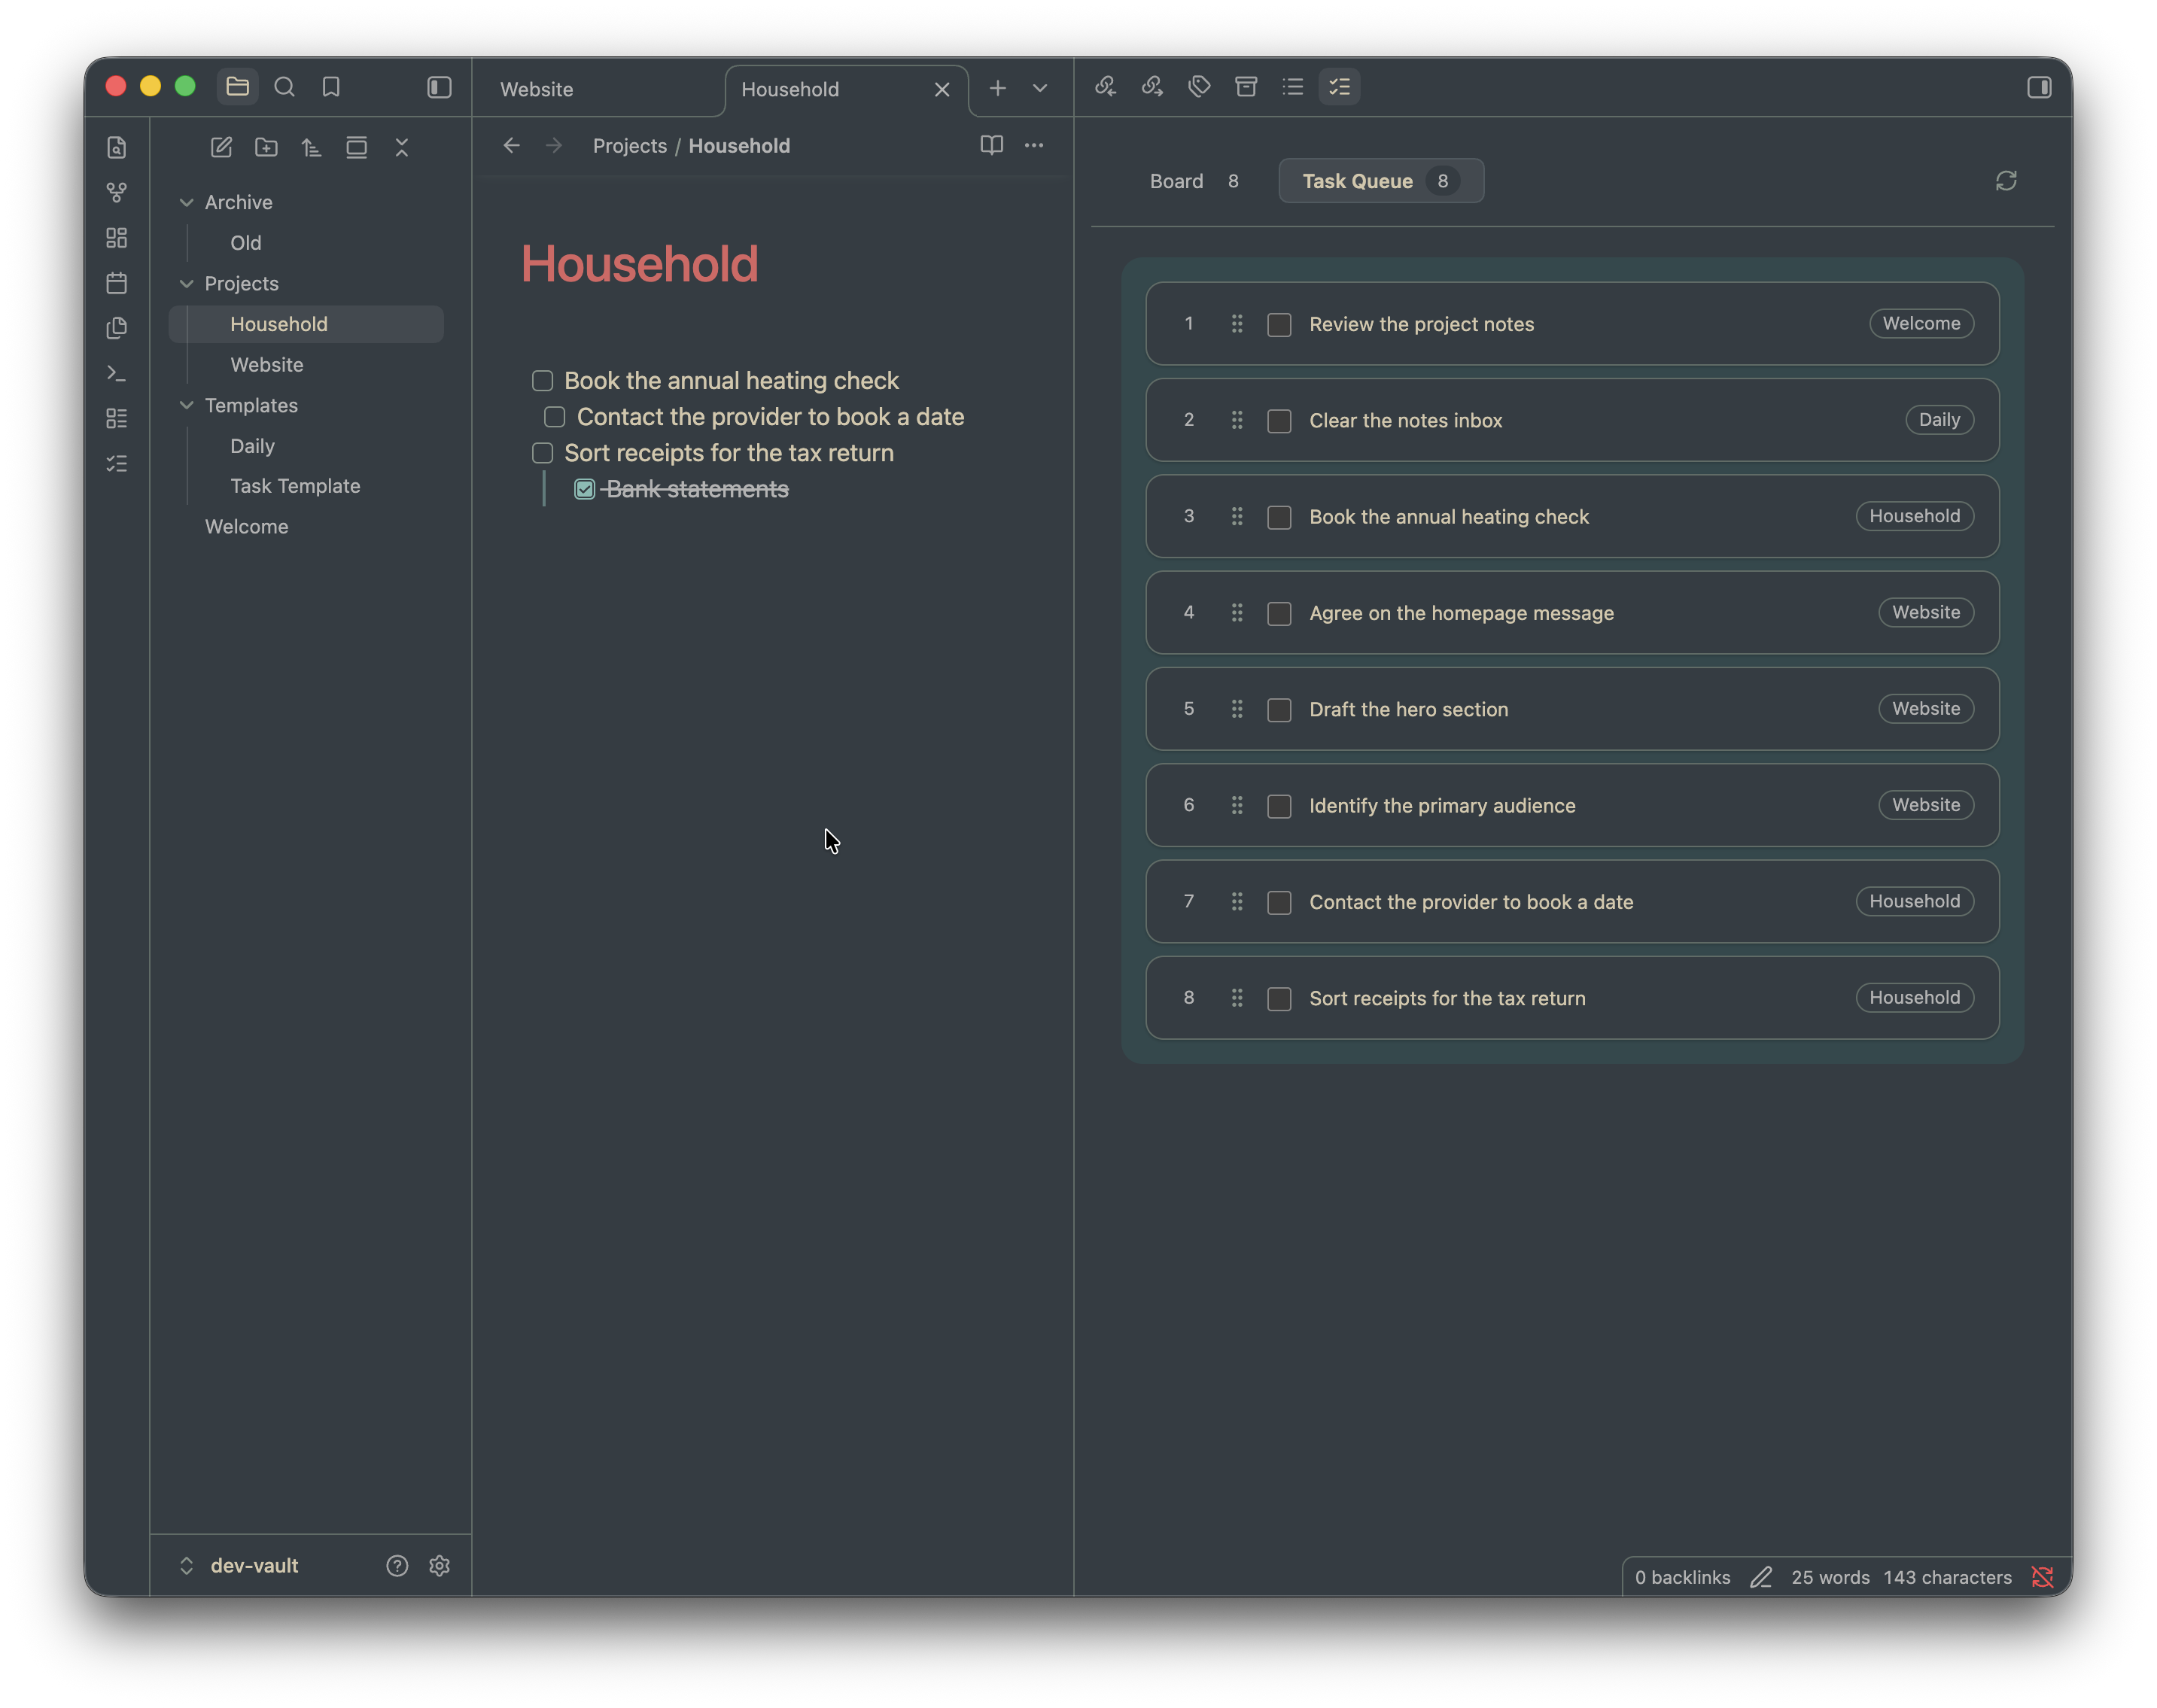 Website
Household
Projects / Household
Archive
Old
Projects
Household
Website
Templates
Daily
Task Template
Welcome
dev-vault
Household
Book the annual heating check
Contact the provider to book a date
Sort receipts for the tax return
Bank statements
Board 8
Task Queue 8
1 Review the project notes Welcome
2 Clear the notes inbox Daily
3 Book the annual heating check Household
4 Agree on the homepage message Website
5 Draft the hero section Website
6 Identify the primary audience Website
7 Contact the provider to book a date Household
8 Sort receipts for the tax return Household
0 backlinks 25 words 143 characters